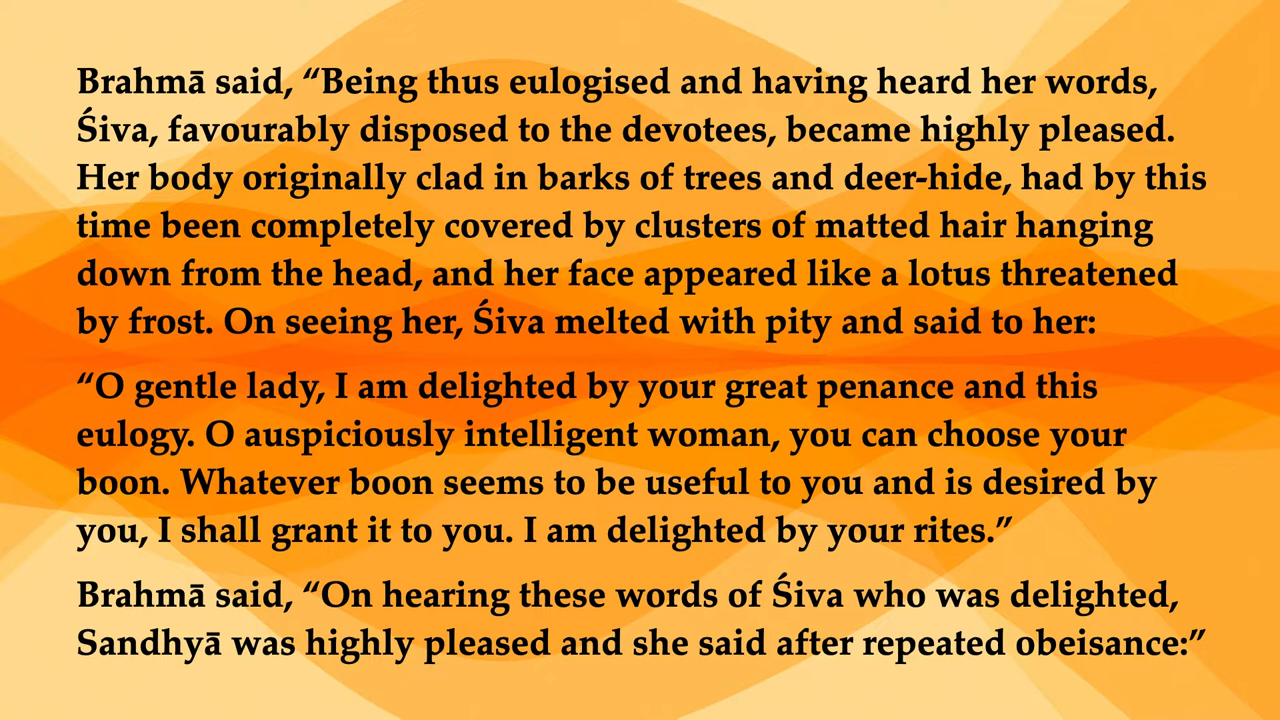 Brahmā said, “Being thus eulogised and having heard her words,
Śiva, favourably disposed to the devotees, became highly pleased.
Her body originally clad in barks of trees and deer-hide, had by this
time been completely covered by clusters of matted hair hanging
down from the head, and her face appeared like a lotus threatened
by frost. On seeing her, Śiva melted with pity and said to her:
“O gentle lady, I am delighted by your great penance and this
eulogy. O auspiciously intelligent woman, you can choose your
boon. Whatever boon seems to be useful to you and is desired by
you, I shall grant it to you. I am delighted by your rites.”
Brahmā said, “On hearing these words of Śiva who was delighted,
Sandhyā was highly pleased and she said after repeated obeisance:”